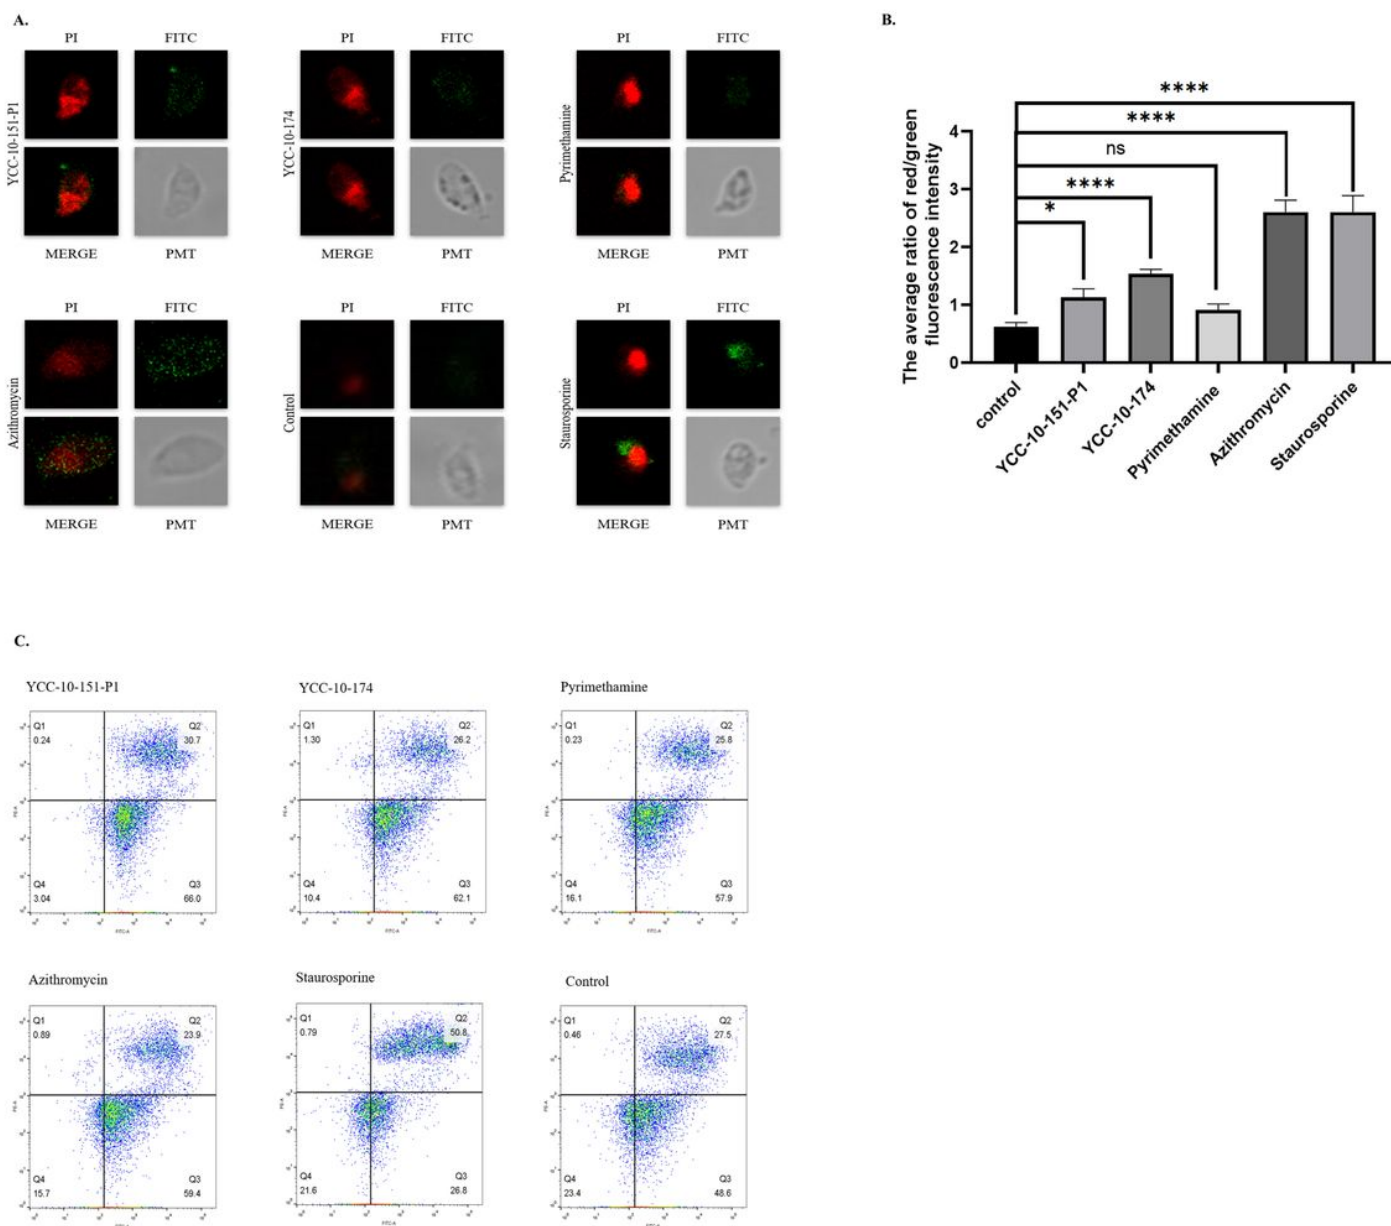 A.
PI FITC
YCC-10-151-P1
MERGE PMT
PI FITC
YCC-10-174
MERGE PMT
PI FITC
Pyrimethamine
MERGE PMT
PI FITC
Azithromycin
MERGE PMT
PI FITC
Control
MERGE PMT
PI FITC
Staurosporine
MERGE PMT
B.
The average ratio of red/green
fluorescence intensity
4
3
2
1
0
****
****
ns
****
*
control
YCC-10-151-P1
YCC-10-174
Pyrimethamine
Azithromycin
Staurosporine
C.
YCC-10-151-P1
Q1 Q2
0.24 30.7
Q4 Q3
3.04 66.0
FITC-A
YCC-10-174
Q1 Q2
1.30 26.2
Q4 Q3
10.4 62.1
FITC-A
Pyrimethamine
Q1 Q2
0.23 25.8
Q4 Q3
16.1 57.9
FITC-A
Azithromycin
Q1 Q2
0.89 23.9
Q4 Q3
15.7 59.4
FITC-A
Staurosporine
Q1 Q2
0.79 50.8
Q4 Q3
21.6 26.8
FITC-A
Control
Q1 Q2
0.46 27.5
Q4 Q3
23.4 48.6
FITC-A